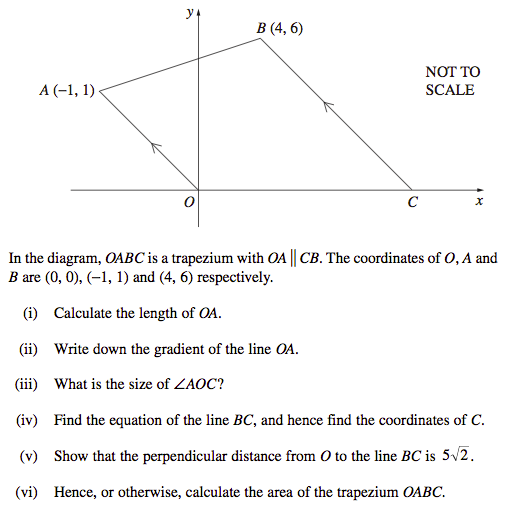 y
B (4, 6)
NOT TO
SCALE
A (−1, 1)
O
C
x
In the diagram, OABC is a trapezium with OA || CB. The coordinates of O, A and
B are (0, 0), (−1, 1) and (4, 6) respectively.
(i) Calculate the length of OA.
(ii) Write down the gradient of the line OA.
(iii) What is the size of ∠AOC?
(iv) Find the equation of the line BC, and hence find the coordinates of C.
(v) Show that the perpendicular distance from O to the line BC is 5√2.
(vi) Hence, or otherwise, calculate the area of the trapezium OABC.